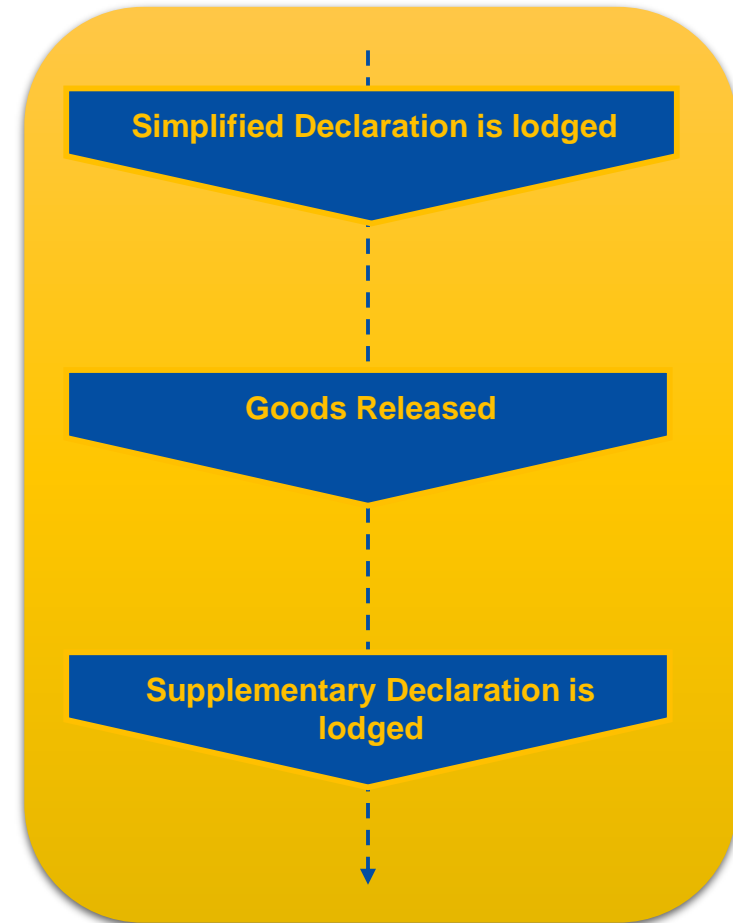 Simplified Declaration is lodged
Goods Released
Supplementary Declaration is
lodged